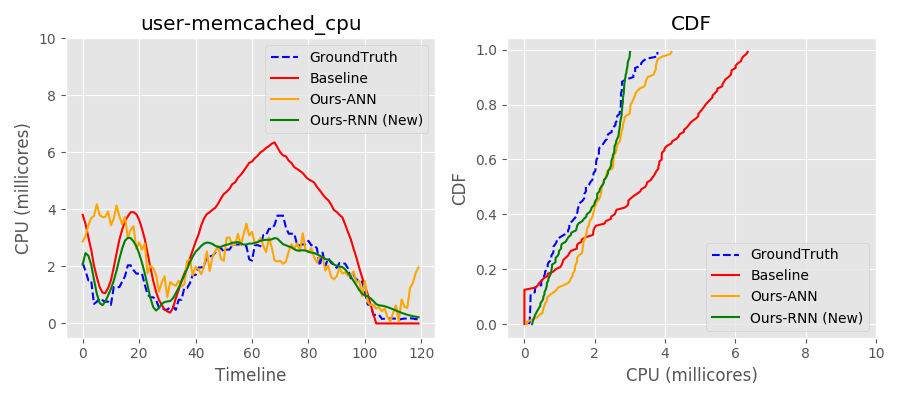 user-memcached_cpu
CPU (millicores)
10
8
6
4
2
0
0
20
40
60
80
100
120
Timeline
GroundTruth
Baseline
Ours-ANN
Ours-RNN (New)
CDF
CDF
1.0
0.8
0.6
0.4
0.2
0.0
0
2
4
6
8
10
CPU (millicores)
GroundTruth
Baseline
Ours-ANN
Ours-RNN (New)